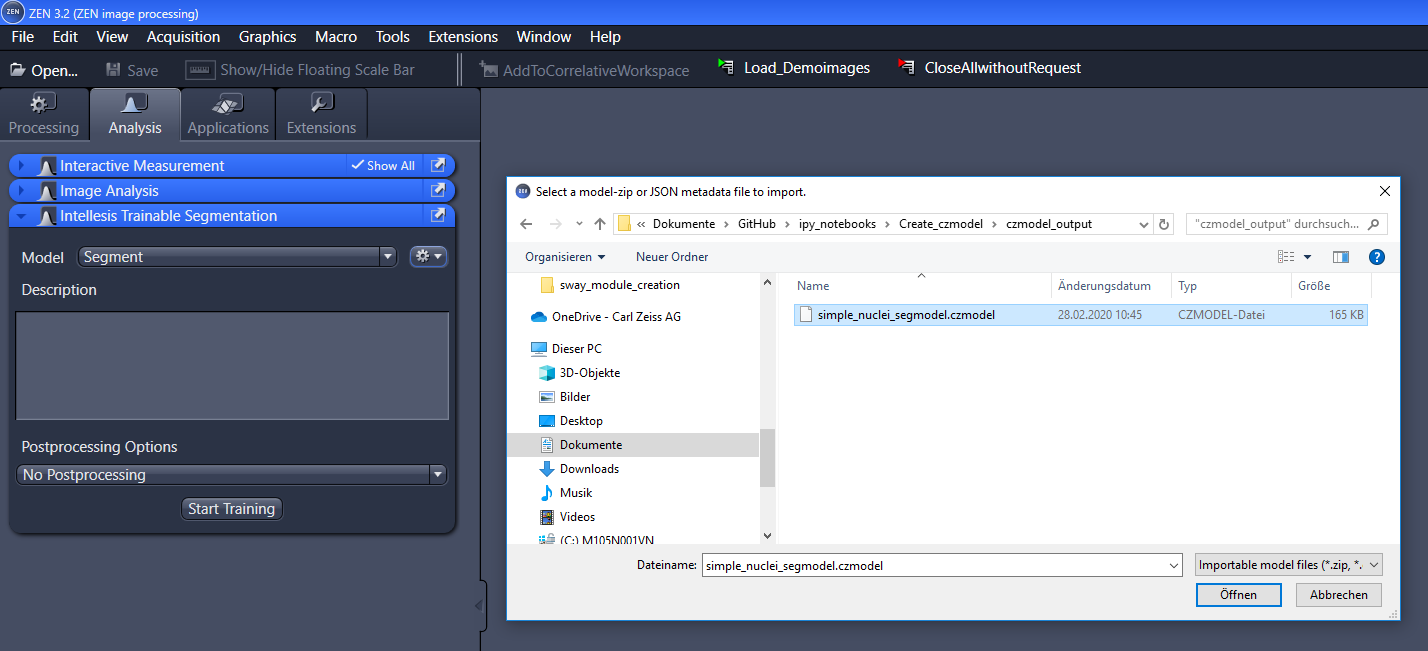 ZEN ZEN 3.2 (ZEN image processing)
File Edit View Acquisition Graphics Macro Tools Extensions Window Help
Open... Save Show/Hide Floating Scale Bar AddToCorrelativeWorkspace Load_Demoimages CloseAllwithoutRequest
Processing Analysis Applications Extensions
Interactive Measurement Show All
Image Analysis
Intellesis Trainable Segmentation
Model Segment
Description
Postprocessing Options
No Postprocessing
Start Training
Select a model-zip or JSON metadata file to import.
« Dokumente › GitHub › ipy_notebooks › Create_czmodel › czmodel_output "czmodel_output" durchsuch...
Organisieren Neuer Ordner
sway_module_creation
OneDrive - Carl Zeiss AG
Dieser PC
3D-Objekte
Bilder
Desktop
Dokumente
Downloads
Musik
Videos
(C:) M105N001VN
Name Änderungsdatum Typ Größe
simple_nuclei_segmodel.czmodel 28.02.2020 10:45 CZMODEL-Datei 165 KB
Dateiname: simple_nuclei_segmodel.czmodel Importable model files (*.zip, *.
Öffnen Abbrechen